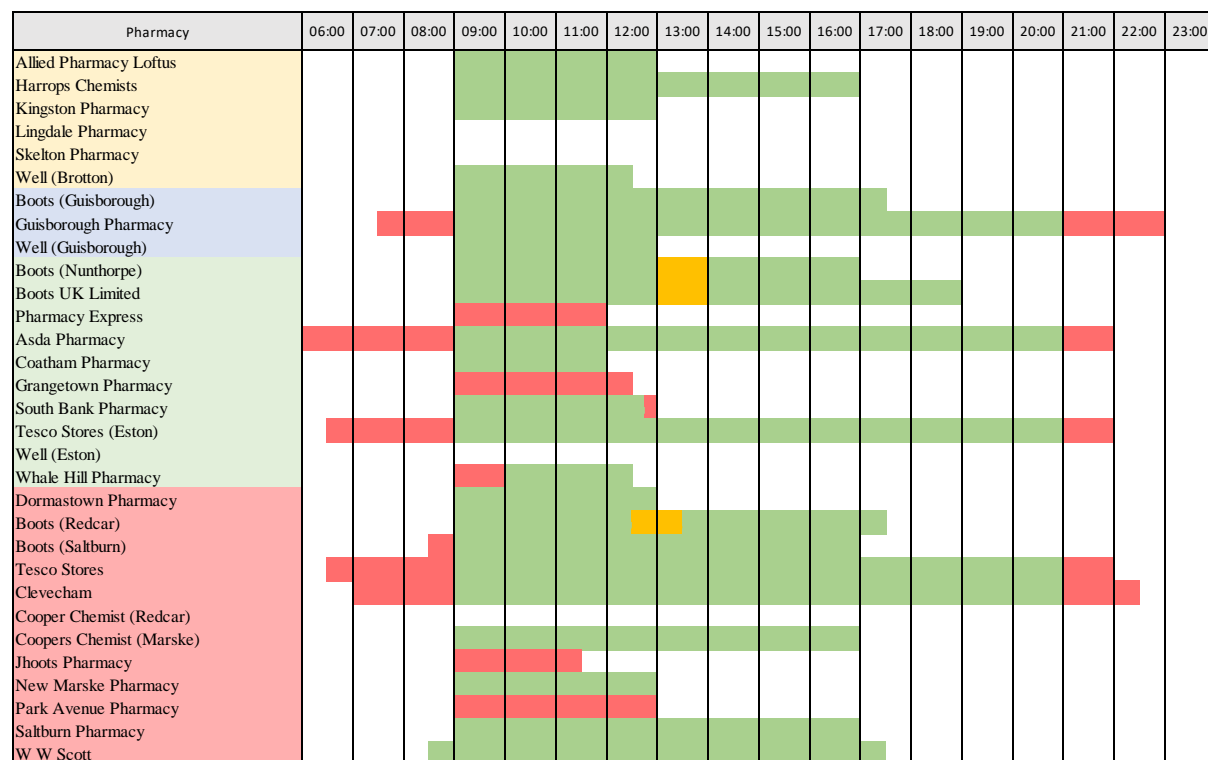 Pharmacy 06:00 07:00 08:00 09:00 10:00 11:00 12:00 13:00 14:00 15:00 16:00 17:00 18:00 19:00 20:00 21:00 22:00 23:00
Allied Pharmacy Loftus
Harrops Chemists
Kingston Pharmacy
Lingdale Pharmacy
Skelton Pharmacy
Well (Brotton)
Boots (Guisborough)
Guisborough Pharmacy
Well (Guisborough)
Boots (Nunthorpe)
Boots UK Limited
Pharmacy Express
Asda Pharmacy
Coatham Pharmacy
Grangetown Pharmacy
South Bank Pharmacy
Tesco Stores (Eston)
Well (Eston)
Whale Hill Pharmacy
Dormastown Pharmacy
Boots (Redcar)
Boots (Saltburn)
Tesco Stores
Clevecham
Cooper Chemist (Redcar)
Coopers Chemist (Marske)
Jhoots Pharmacy
New Marske Pharmacy
Park Avenue Pharmacy
Saltburn Pharmacy
W W Scott